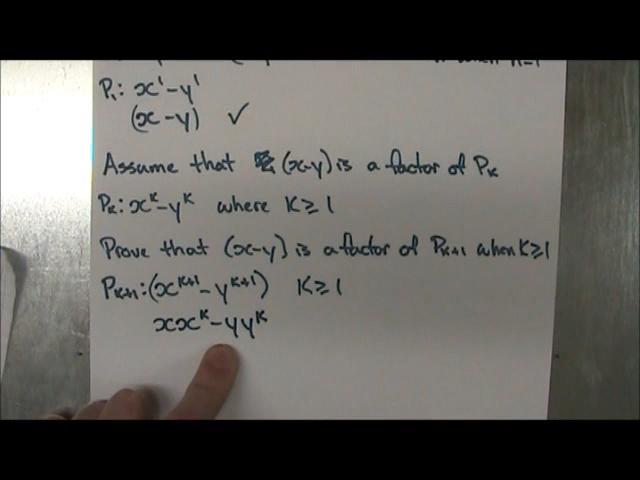 P₁: x¹ - y¹
(x - y) ✓
Assume that (x-y) is a factor of Pₖ
Pₖ: xᴷ - yᴷ where K ≥ 1
Prove that (x-y) is a factor of Pₖ₊₁ when K ≥ 1
Pₖ₊₁: (xᴷ⁺¹ - yᴷ⁺¹) K ≥ 1
xxᴷ - yyᴷ